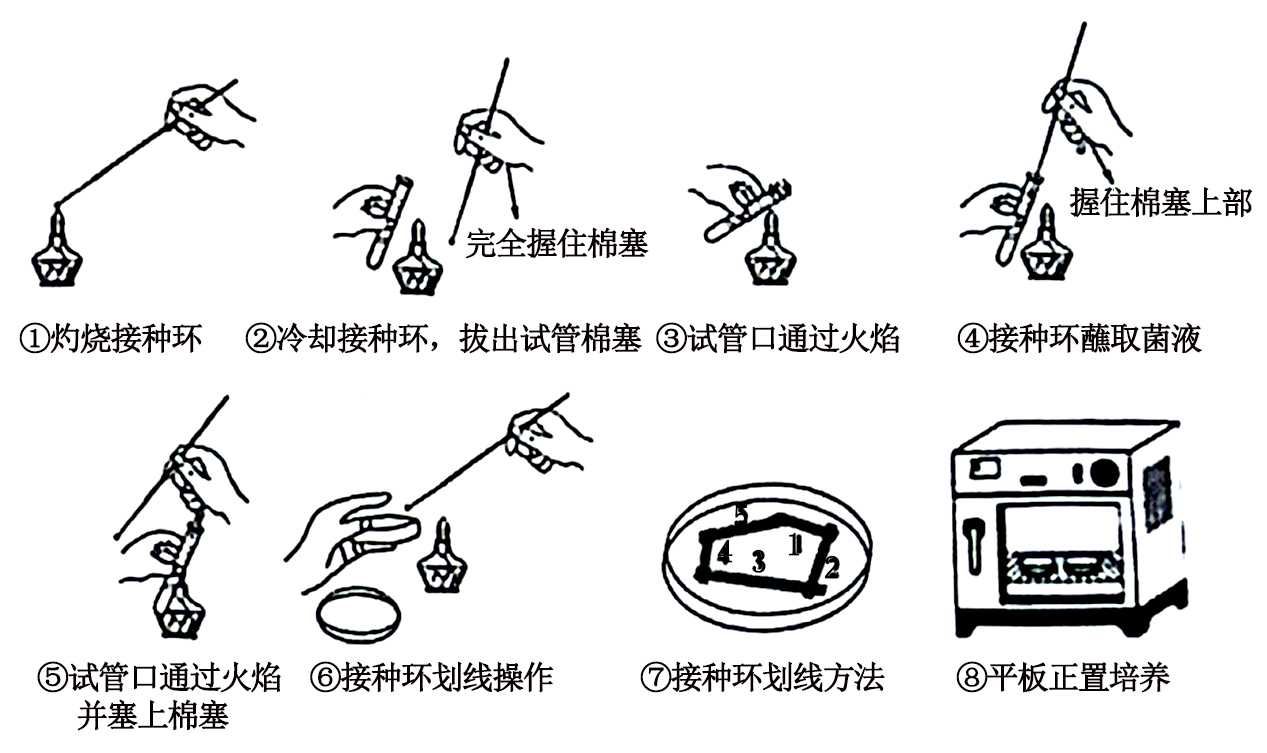 完全握住棉塞
握住棉塞上部
①灼烧接种环
②冷却接种环，拔出试管棉塞
③试管口通过火焰
④接种环蘸取菌液
5
4
3
1
2
⑤试管口通过火焰
并塞上棉塞
⑥接种环划线操作
⑦接种环划线方法
⑧平板正置培养